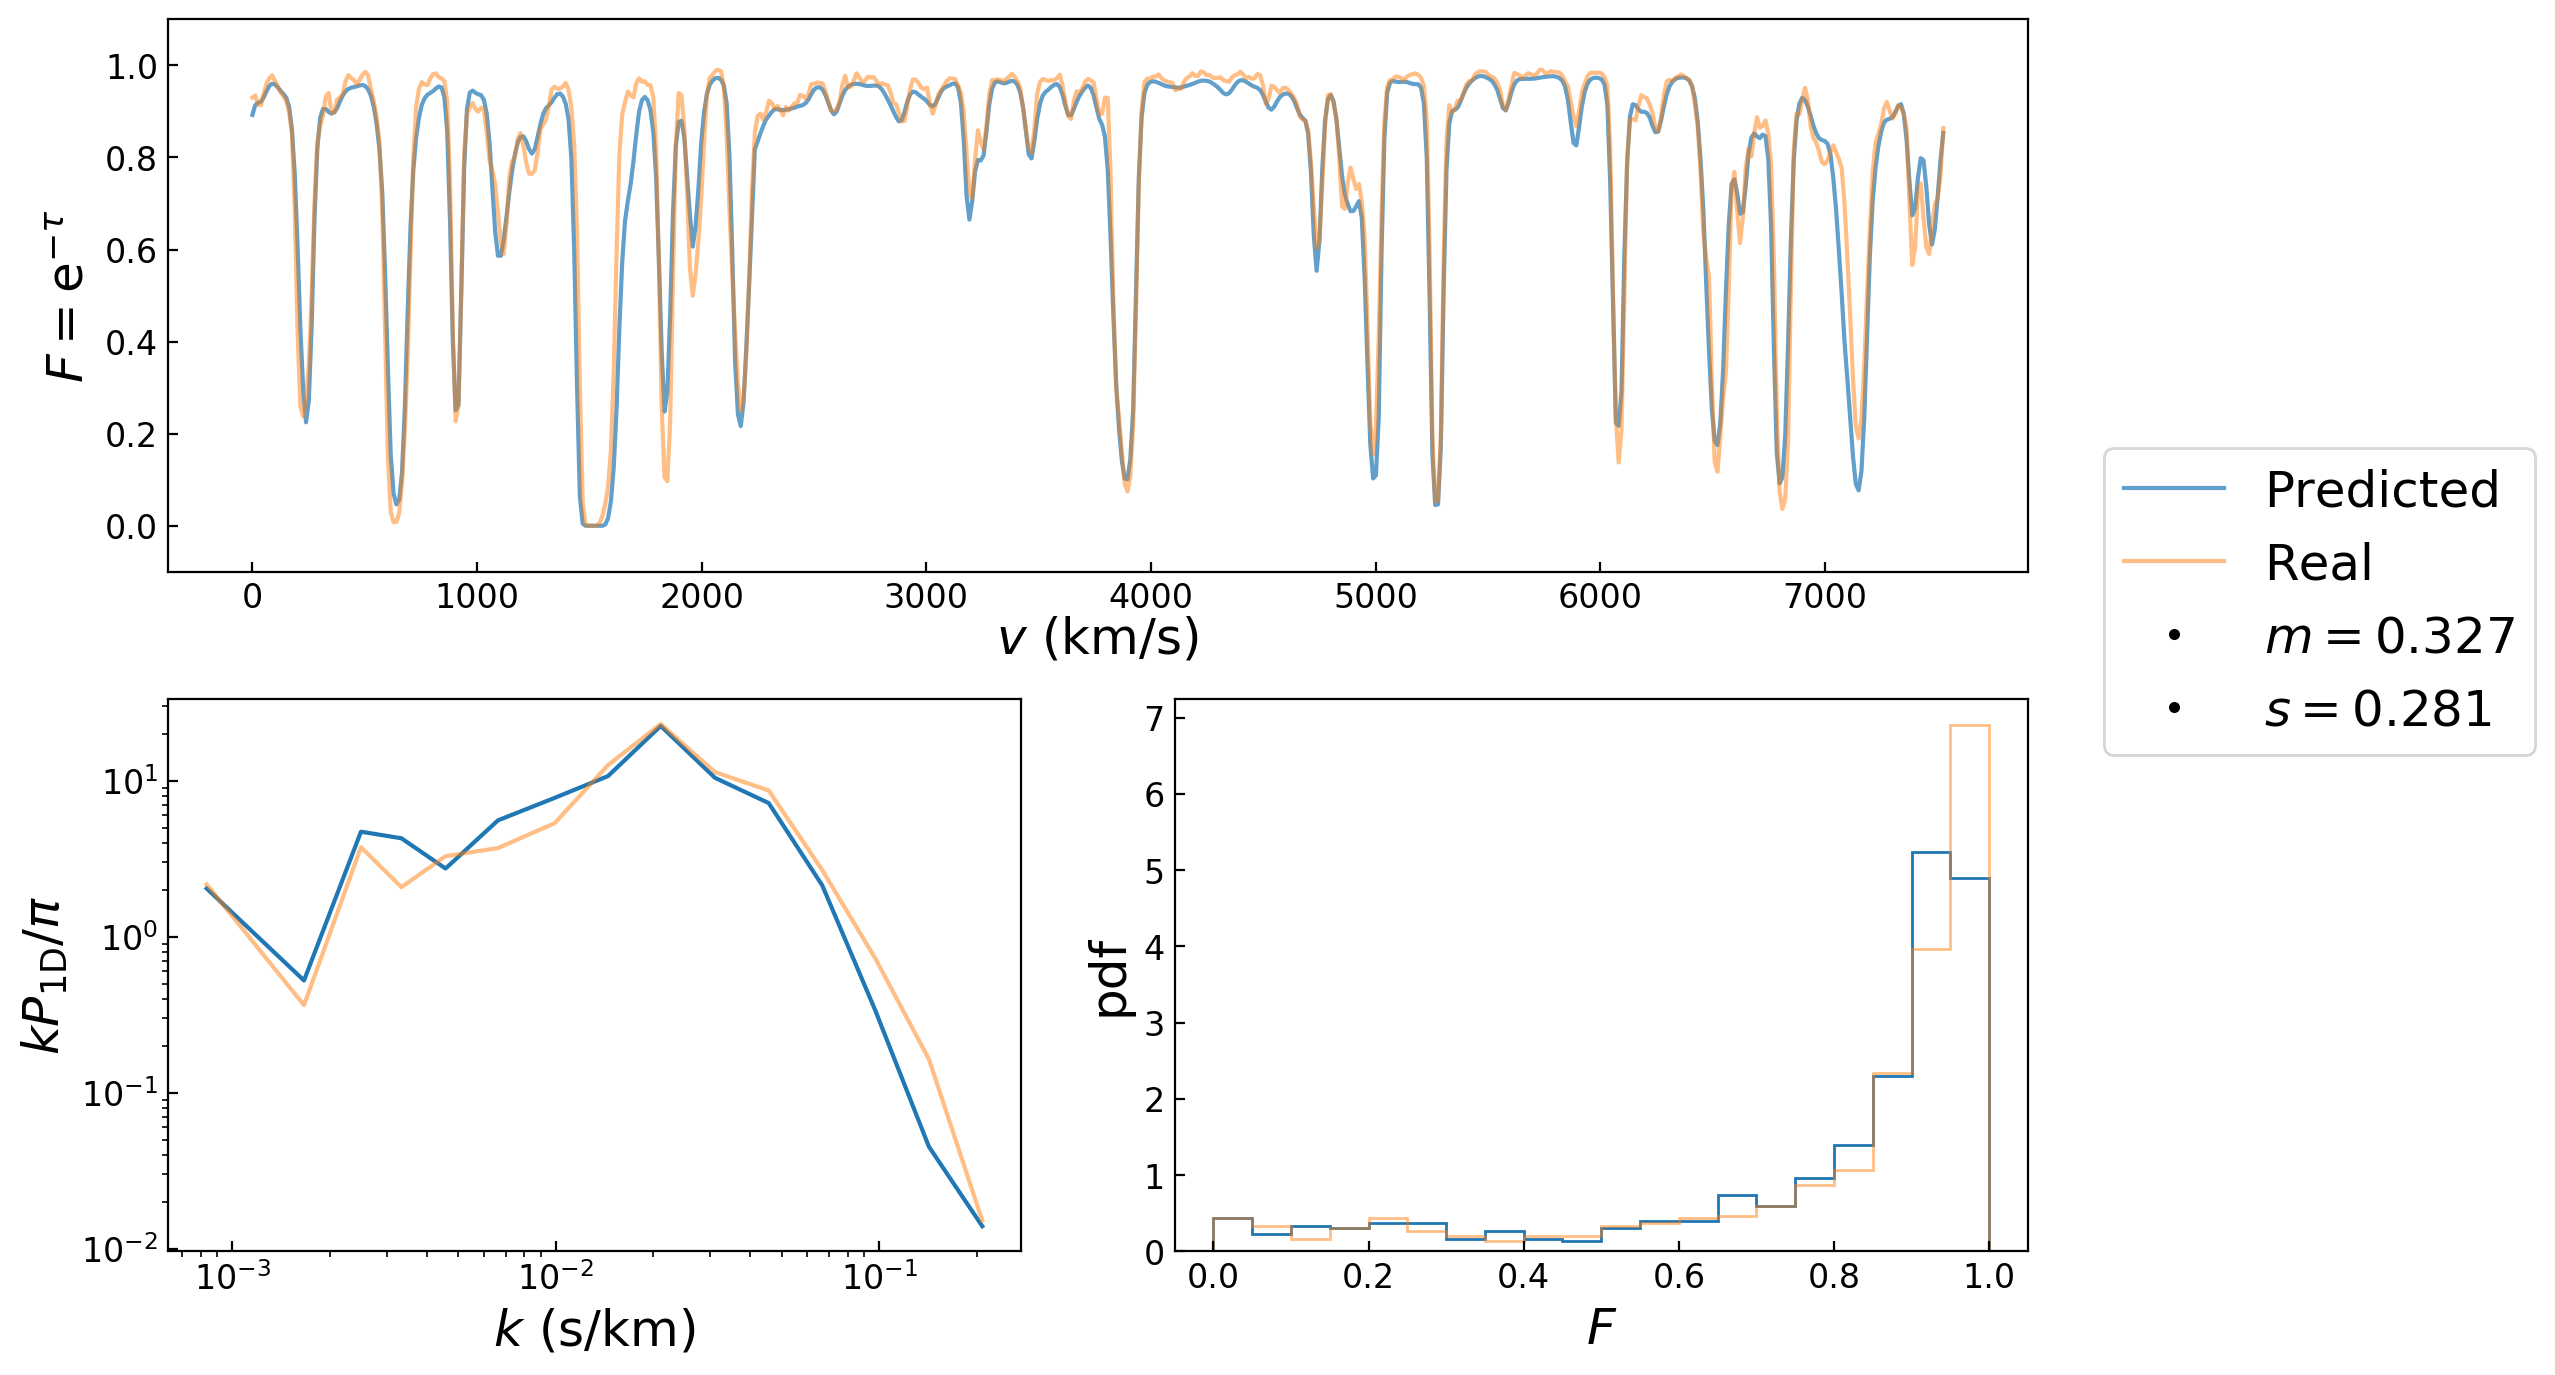 1.0
0.8
0.6
0.4
0.2
0.0
F = e^{-τ}
0 1000 2000 3000 4000 5000 6000 7000
v (km/s)
Predicted
Real
m = 0.327
s = 0.281
10^1
10^0
10^{-1}
10^{-2}
kP_{1D}/π
10^{-3} 10^{-2} 10^{-1}
k (s/km)
7
6
5
4
3
2
1
0
pdf
0.0 0.2 0.4 0.6 0.8 1.0
F